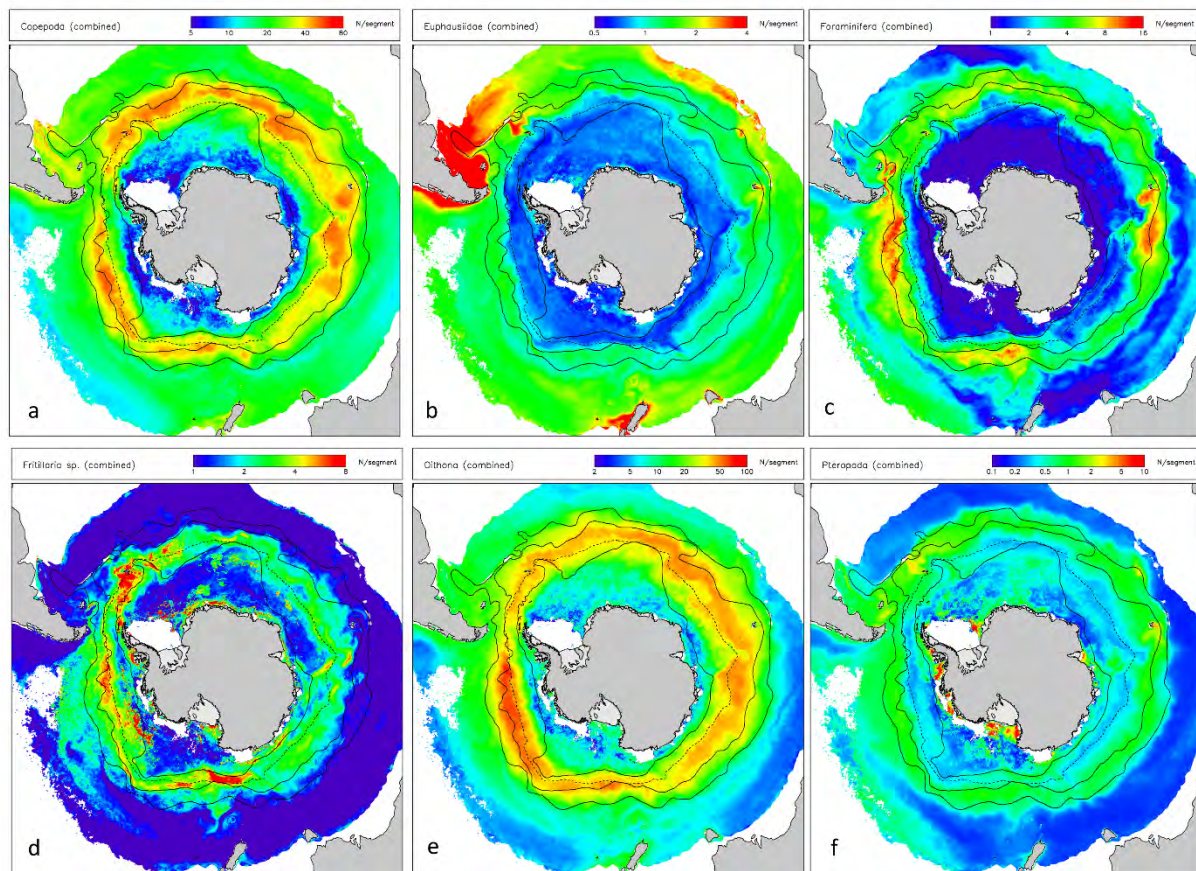 Copepoda (combined) N/segment
5 10 20 40 80
Euphausiidae (combined) N/segment
0.5 1 2 4
Foraminifera (combined) N/segment
1 2 4 8 16
a
b
c
Fritillaria sp. (combined) N/segment
1 2 4 8
Oithona (combined) N/segment
2 5 10 20 50 100
Pteropoda (combined) N/segment
0.1 0.2 0.5 1 2 5 10
d
e
f